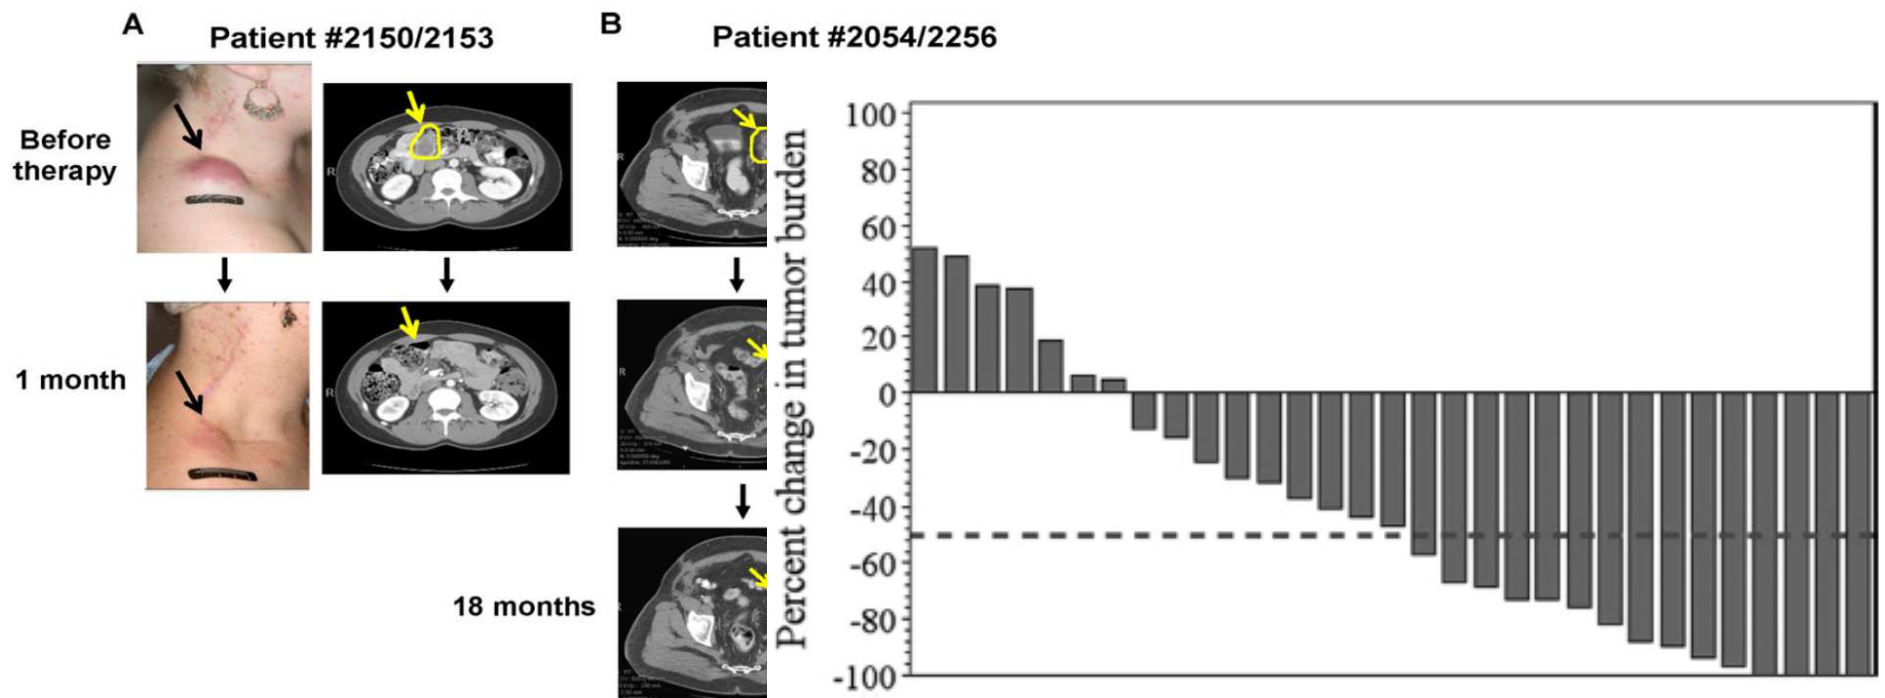 A
Patient #2150/2153
B
Patient #2054/2256
Before
therapy
R
R
R
R
1 month
R
R
18 months
Percent change in tumor burden
100
80
60
40
20
0
-20
-40
-60
-80
-100